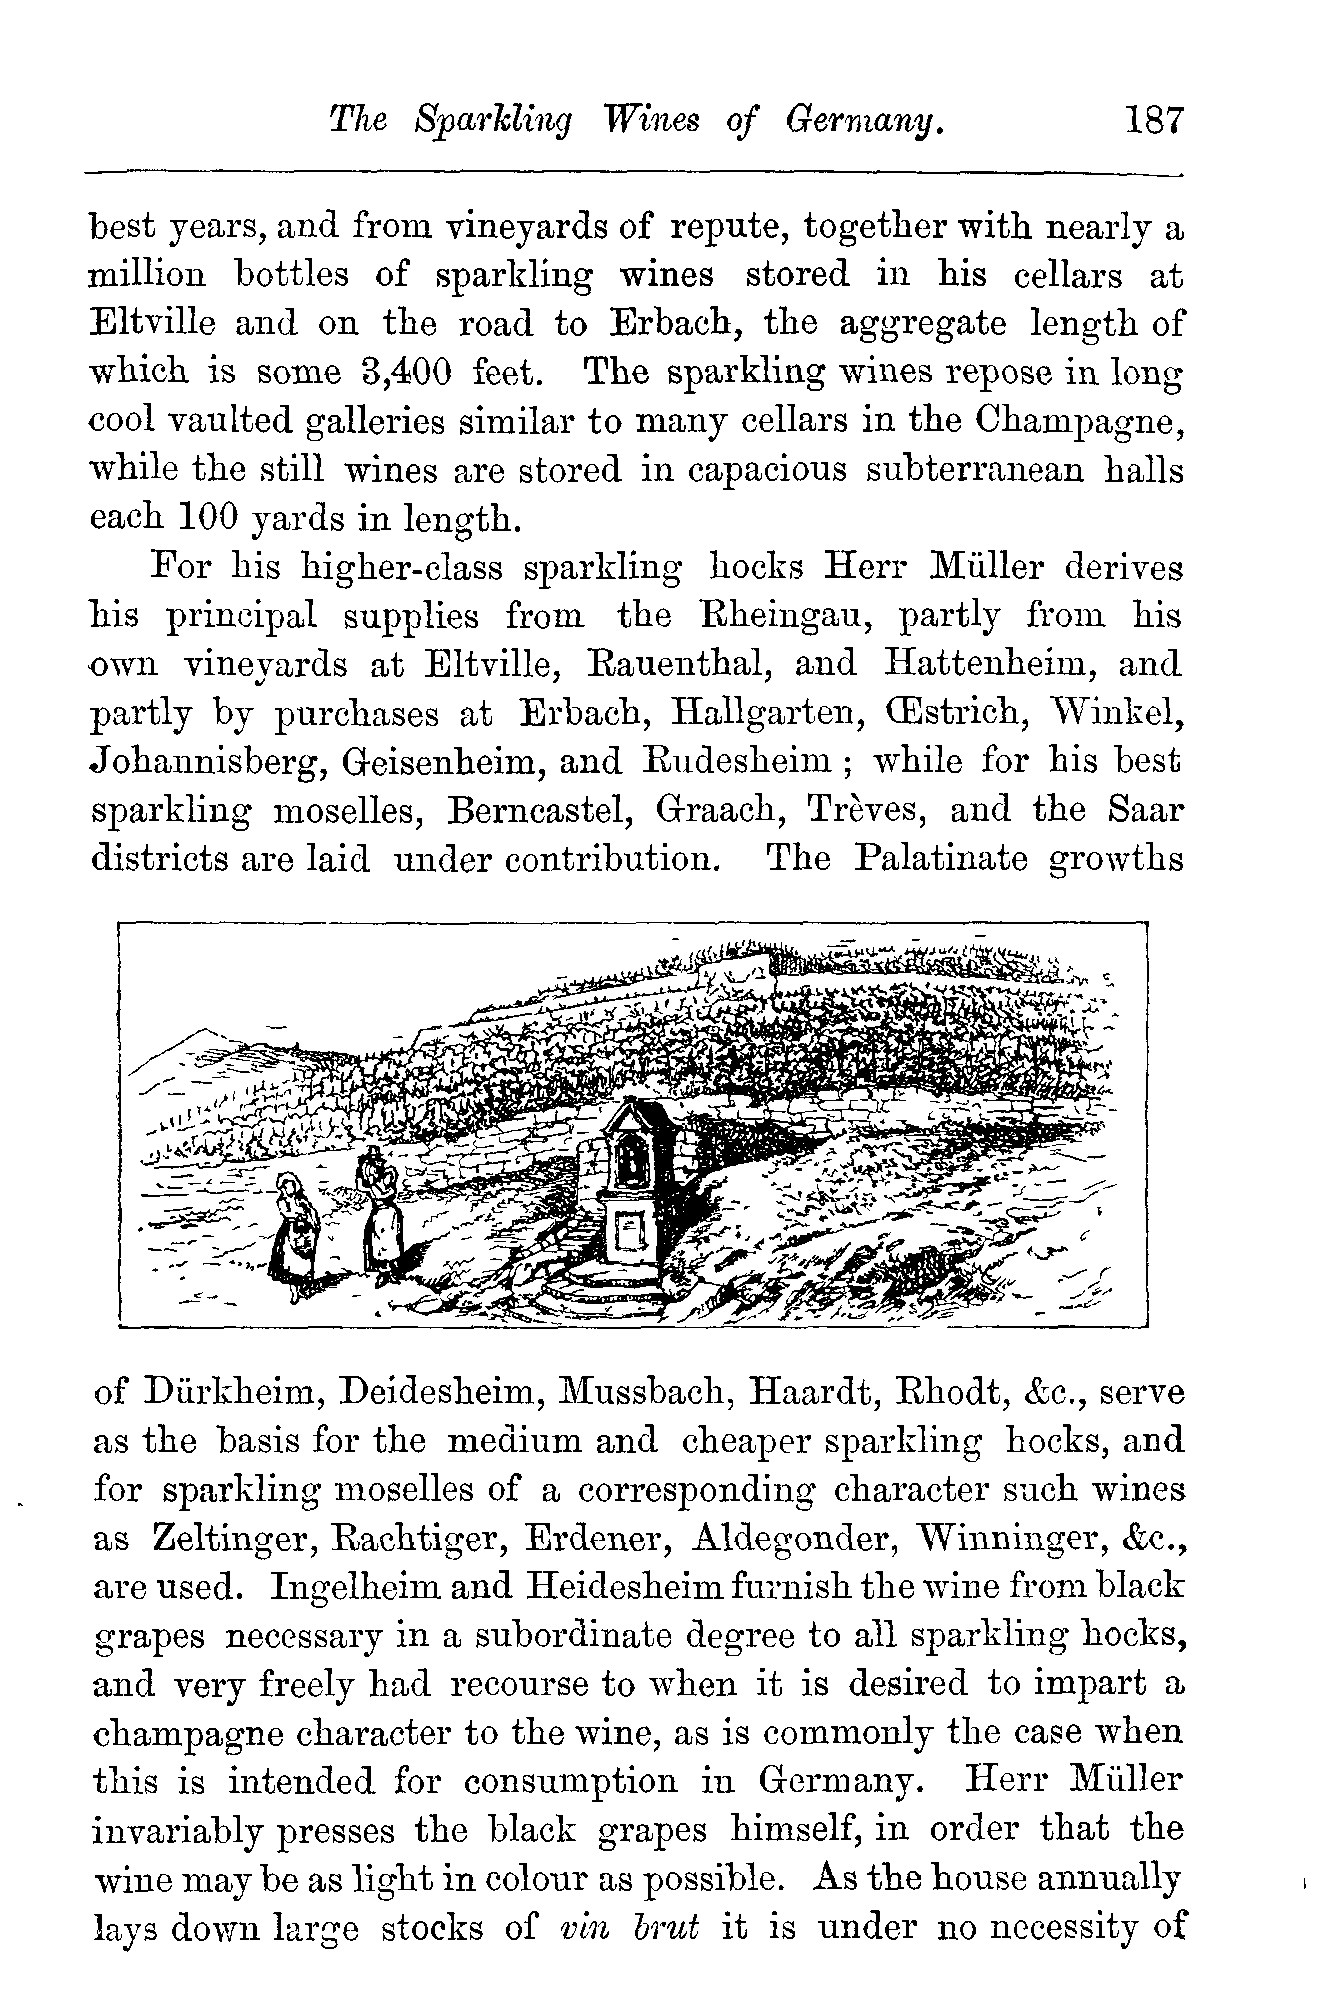 The Sparkling Wines of Germany. 187
best years, and from vineyards of repute, together with nearly a
million bottles of sparkling wines stored in his cellars at
Eltville and on the road to Erbach, the aggregate length of
which is some 3,400 feet. The sparkling wines repose in long
cool vaulted galleries similar to many cellars in the Champagne,
while the still wines are stored in capacious subterranean halls
each 100 yards in length.
For his higher-class sparkling hocks Herr Müller derives
his principal supplies from the Rheingau, partly from his
own vineyards at Eltville, Rauenthal, and Hattenheim, and
partly by purchases at Erbach, Hallgarten, Œstrich, Winkel,
Johannisberg, Geisenheim, and Rudesheim ; while for his best
sparkling moselles, Berncastel, Graach, Trèves, and the Saar
districts are laid under contribution. The Palatinate growths
of Dürkheim, Deidesheim, Mussbach, Haardt, Rhodt, &c., serve
as the basis for the medium and cheaper sparkling hocks, and
for sparkling moselles of a corresponding character such wines
as Zeltinger, Rachtiger, Erdener, Aldegonder, Winninger, &c.,
are used. Ingelheim and Heidesheim furnish the wine from black
grapes necessary in a subordinate degree to all sparkling hocks,
and very freely had recourse to when it is desired to impart a
champagne character to the wine, as is commonly the case when
this is intended for consumption in Germany. Herr Müller
invariably presses the black grapes himself, in order that the
wine may be as light in colour as possible. As the house annually
lays down large stocks of vin brut it is under no necessity of